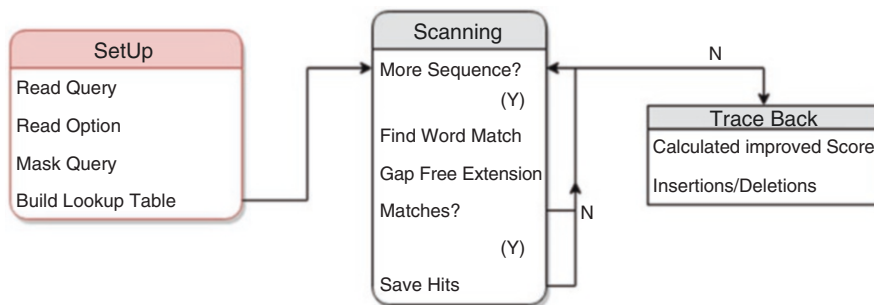 SetUp
Read Query
Read Option
Mask Query
Build Lookup Table
Scanning
More Sequence?
(Y)
Find Word Match
Gap Free Extension
Matches?
N
(Y)
Save Hits
N
Trace Back
Calculated improved Score
Insertions/Deletions